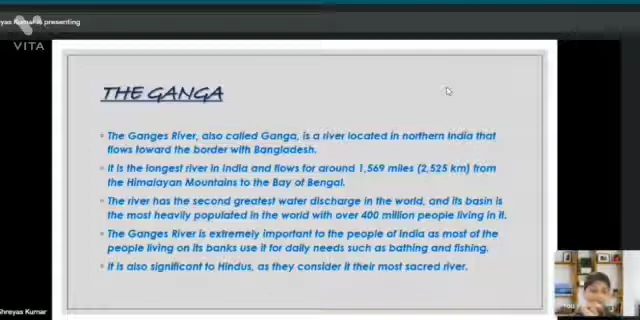 Shreyas Kumar is presenting
VITA
THE GANGA
The Ganges River, also called Ganga, is a river located in northern India that
flows toward the border with Bangladesh.
It is the longest river in India and flows for around 1,569 miles (2,525 km) from
the Himalayan Mountains to the Bay of Bengal.
The river has the second greatest water discharge in the world, and its basin is
the most heavily populated in the world with over 400 million people living in it.
The Ganges River is extremely important to the people of India as most of the
people living on its banks use it for daily needs such as bathing and fishing.
It is also significant to Hindus, as they consider it their most sacred river.
Shreyas Kumar
You